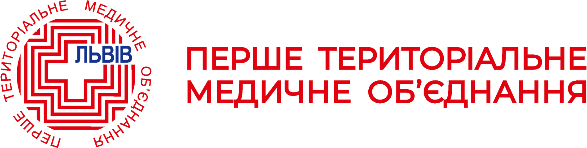 ПЕРШЕ ТЕРИТОРІАЛЬНЕ МЕДИЧНЕ ОБ'ЄДНАННЯ
ЛЬВІВ
ПЕРШЕ ТЕРИТОРІАЛЬНЕ
МЕДИЧНЕ ОБ'ЄДНАННЯ